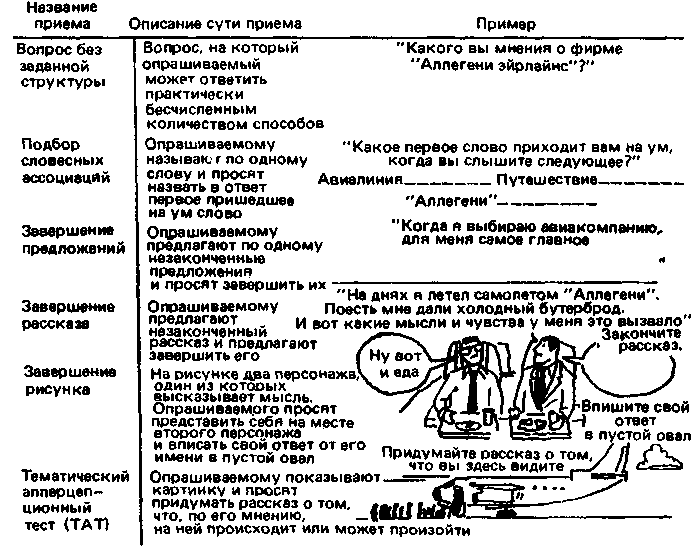 Название приема
Описание сути приема
Пример
Вопрос без заданной структуры
Вопрос, на который
опрашиваемый
может ответить
практически
бесчисленным
количеством способов
"Какого вы мнения о фирме
"Аллегени эйрлайнс"?"
Подбор
словесных
ассоциаций
Опрашиваемому
называют по одному
слову и просят
назвать в ответ
первое пришедшее
на ум слово
"Какое первое слово приходит вам на ум,
когда вы слышите следующее?"
Авиалиния_________ Путешествие_________
"Аллегени"_________
Завершение
предложений
Опрашиваемому
предлагают по одному
незаконченные
предложения
и просят завершить их
"Когда я выбираю авиакомпанию,
для меня самое главное
"
Завершение
рассказа
Опрашиваемому
предлагают
незаконченный
рассказ и предлагают
завершить его
"На днях я летел самолетом "Аллегени".
Поесть мне дали холодный бутерброд.
И вот какие мысли и чувства у меня это вызвало"
Закончите
рассказ.
Завершение
рисунка
На рисунке два персонажа,
один из которых
высказывает мысль.
Опрашиваемого просят
представить себя на месте
второго персонажа
и вписать свой ответ от его
имени в пустой овал
Ну вот
и еда
Впишите свой
ответ
в пустой овал
Тематический
апперцеп-
ционный
тест (ТАТ)
Опрашиваемому показывают
картинку и просят
придумать рассказ о том,
что, по его мнению,
на ней происходит или может произойти
Придумайте рассказ о том,
что вы здесь видите